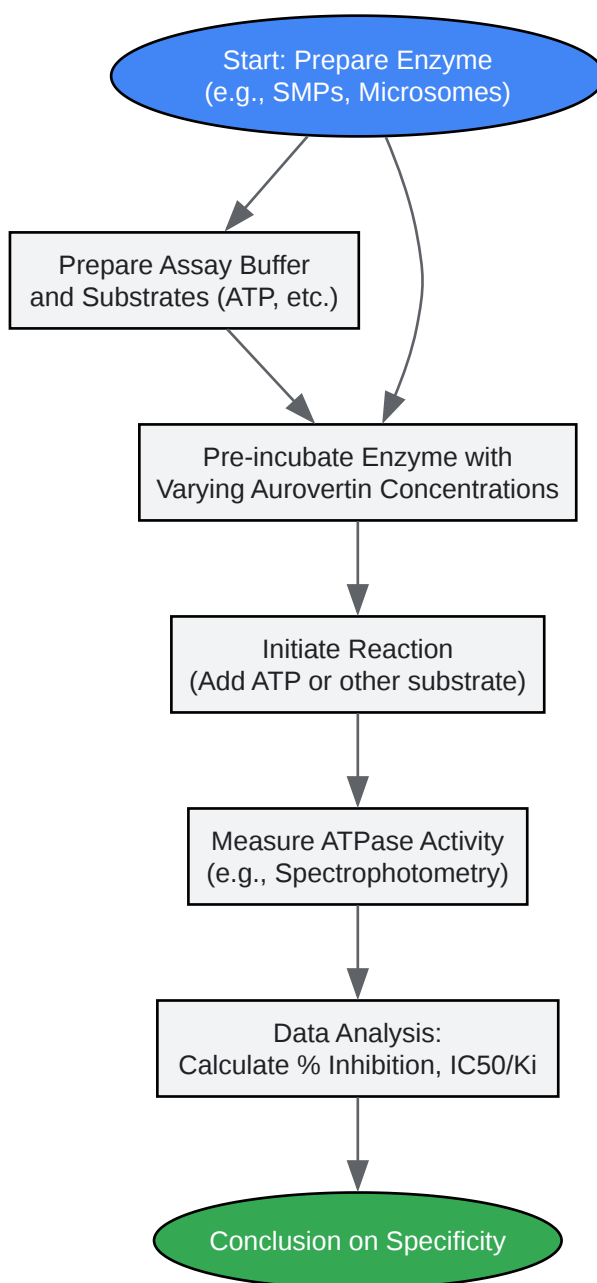 Start: Prepare Enzyme
(e.g., SMPs, Microsomes)
Prepare Assay Buffer
and Substrates (ATP, etc.)
Pre-incubate Enzyme with
Varying Aurovertin Concentrations
Initiate Reaction
(Add ATP or other substrate)
Measure ATPase Activity
(e.g., Spectrophotometry)
Data Analysis:
Calculate % Inhibition, IC50/Ki
Conclusion on Specificity